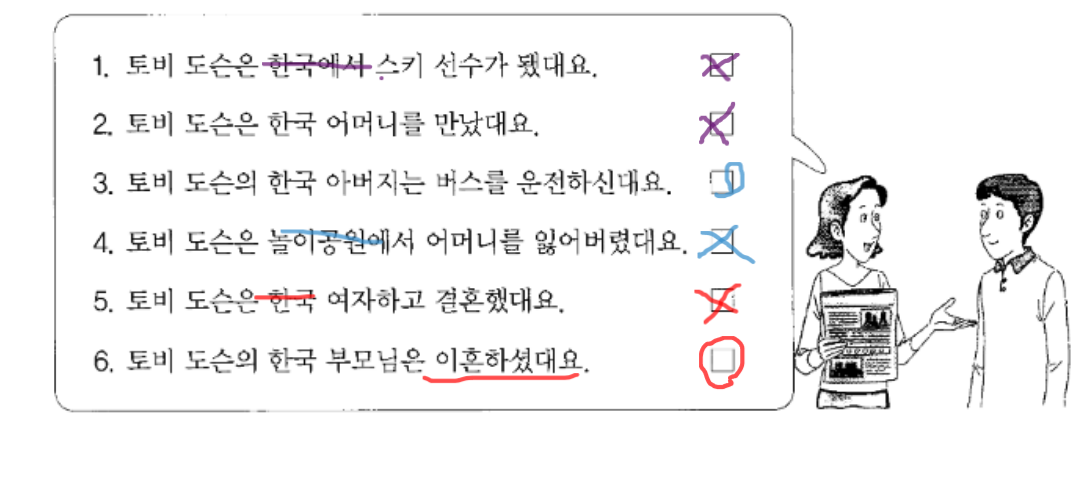 1. 토비 도슨은 한국에서 스키 선수가 됐대요.
2. 토비 도슨은 한국 어머니를 만났대요.
3. 토비 도슨의 한국 아버지는 버스를 운전하신대요.
4. 토비 도슨은 놀이공원에서 어머니를 잃어버렸대요.
5. 토비 도슨은 한국 여자하고 결혼했대요.
6. 토비 도슨의 한국 부모님은 이혼하셨대요.